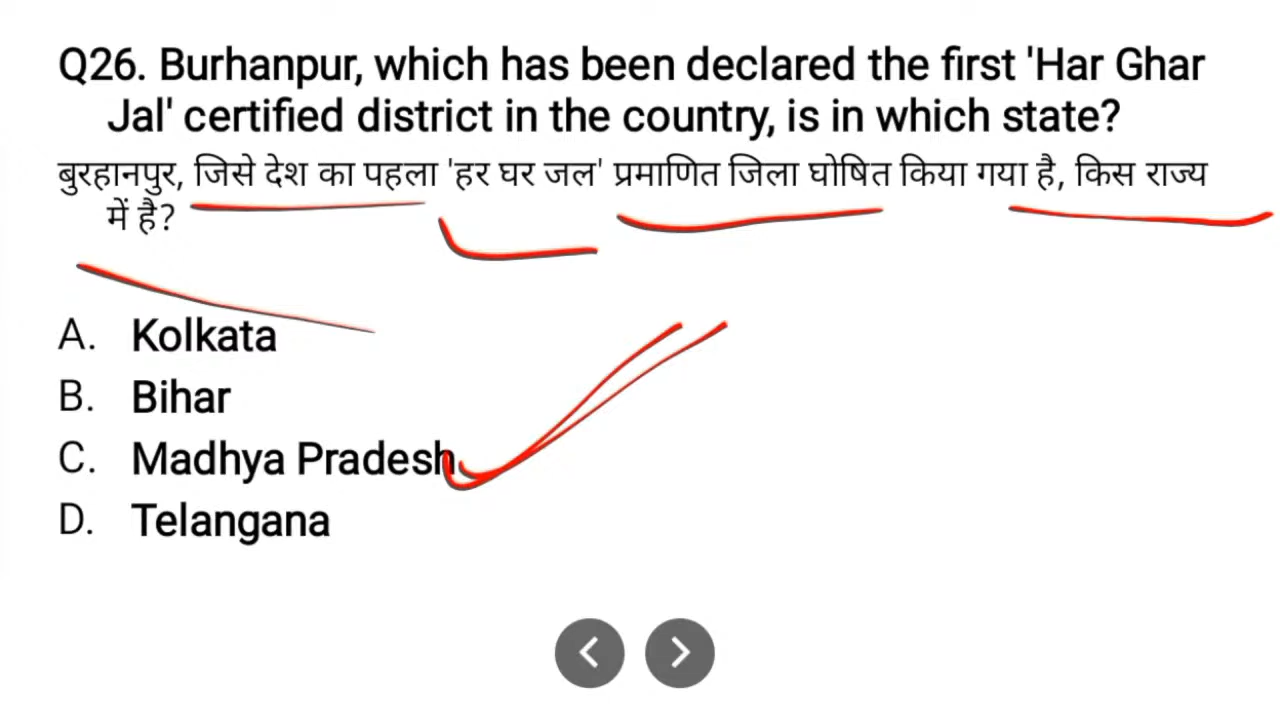 Q26. Burhanpur, which has been declared the first 'Har Ghar
Jal' certified district in the country, is in which state?
बुरहानपुर, जिसे देश का पहला 'हर घर जल' प्रमाणित जिला घोषित किया गया है, किस राज्य
में है?
A. Kolkata
B. Bihar
C. Madhya Pradesh
D. Telangana